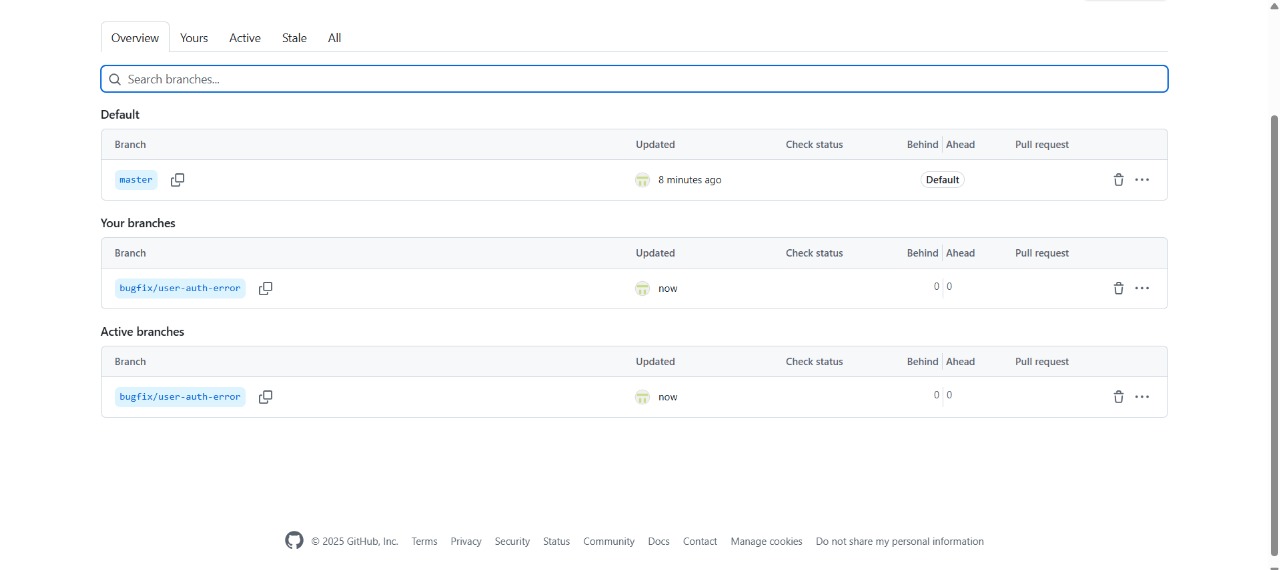 Overview Yours Active Stale All
Search branches...
Default
Branch Updated Check status Behind Ahead Pull request
master 8 minutes ago Default
Your branches
Branch Updated Check status Behind Ahead Pull request
bugfix/user-auth-error now 0 0
Active branches
Branch Updated Check status Behind Ahead Pull request
bugfix/user-auth-error now 0 0
© 2025 GitHub, Inc. Terms Privacy Security Status Community Docs Contact Manage cookies Do not share my personal information